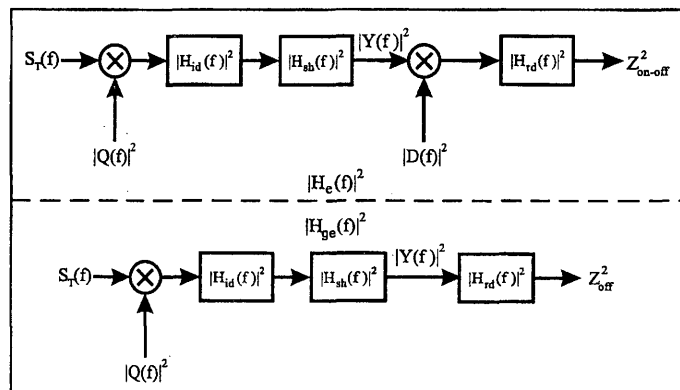 |Y(f)|²
S_T(f) |H_id(f)|² |H_sh(f)|² |H_rd(f)|² Z²_on-off
|Q(f)|² |D(f)|²
|H_e(f)|²
|H_ge(f)|²
|Y(f)|²
S_T(f) |H_id(f)|² |H_sh(f)|² |H_rd(f)|² Z²_off
|Q(f)|²